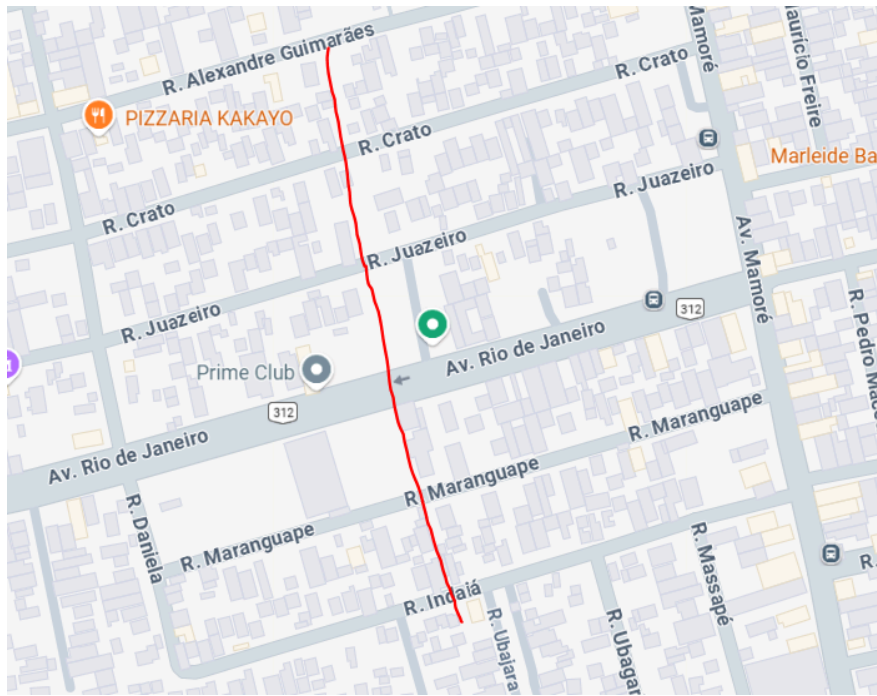 R. Alexandre Guimarães
Mamoré
aurício Freire
R. Crato
PIZZARIA KAKAYO
R. Crato
Marleide Ba
R. Juazeiro
R. Crato
R. Juazeiro
Av. Mamoré
R. Juazeiro
312
R. Pedro Mac
Av. Rio de Janeiro
Prime Club
312
R. Maranguape
Av. Rio de Janeiro
R. Maranguape
R. Daniela
R. Maranguape
R. Massapé
R.
R. Indaiá
R. Ubajara
R. Ubagar